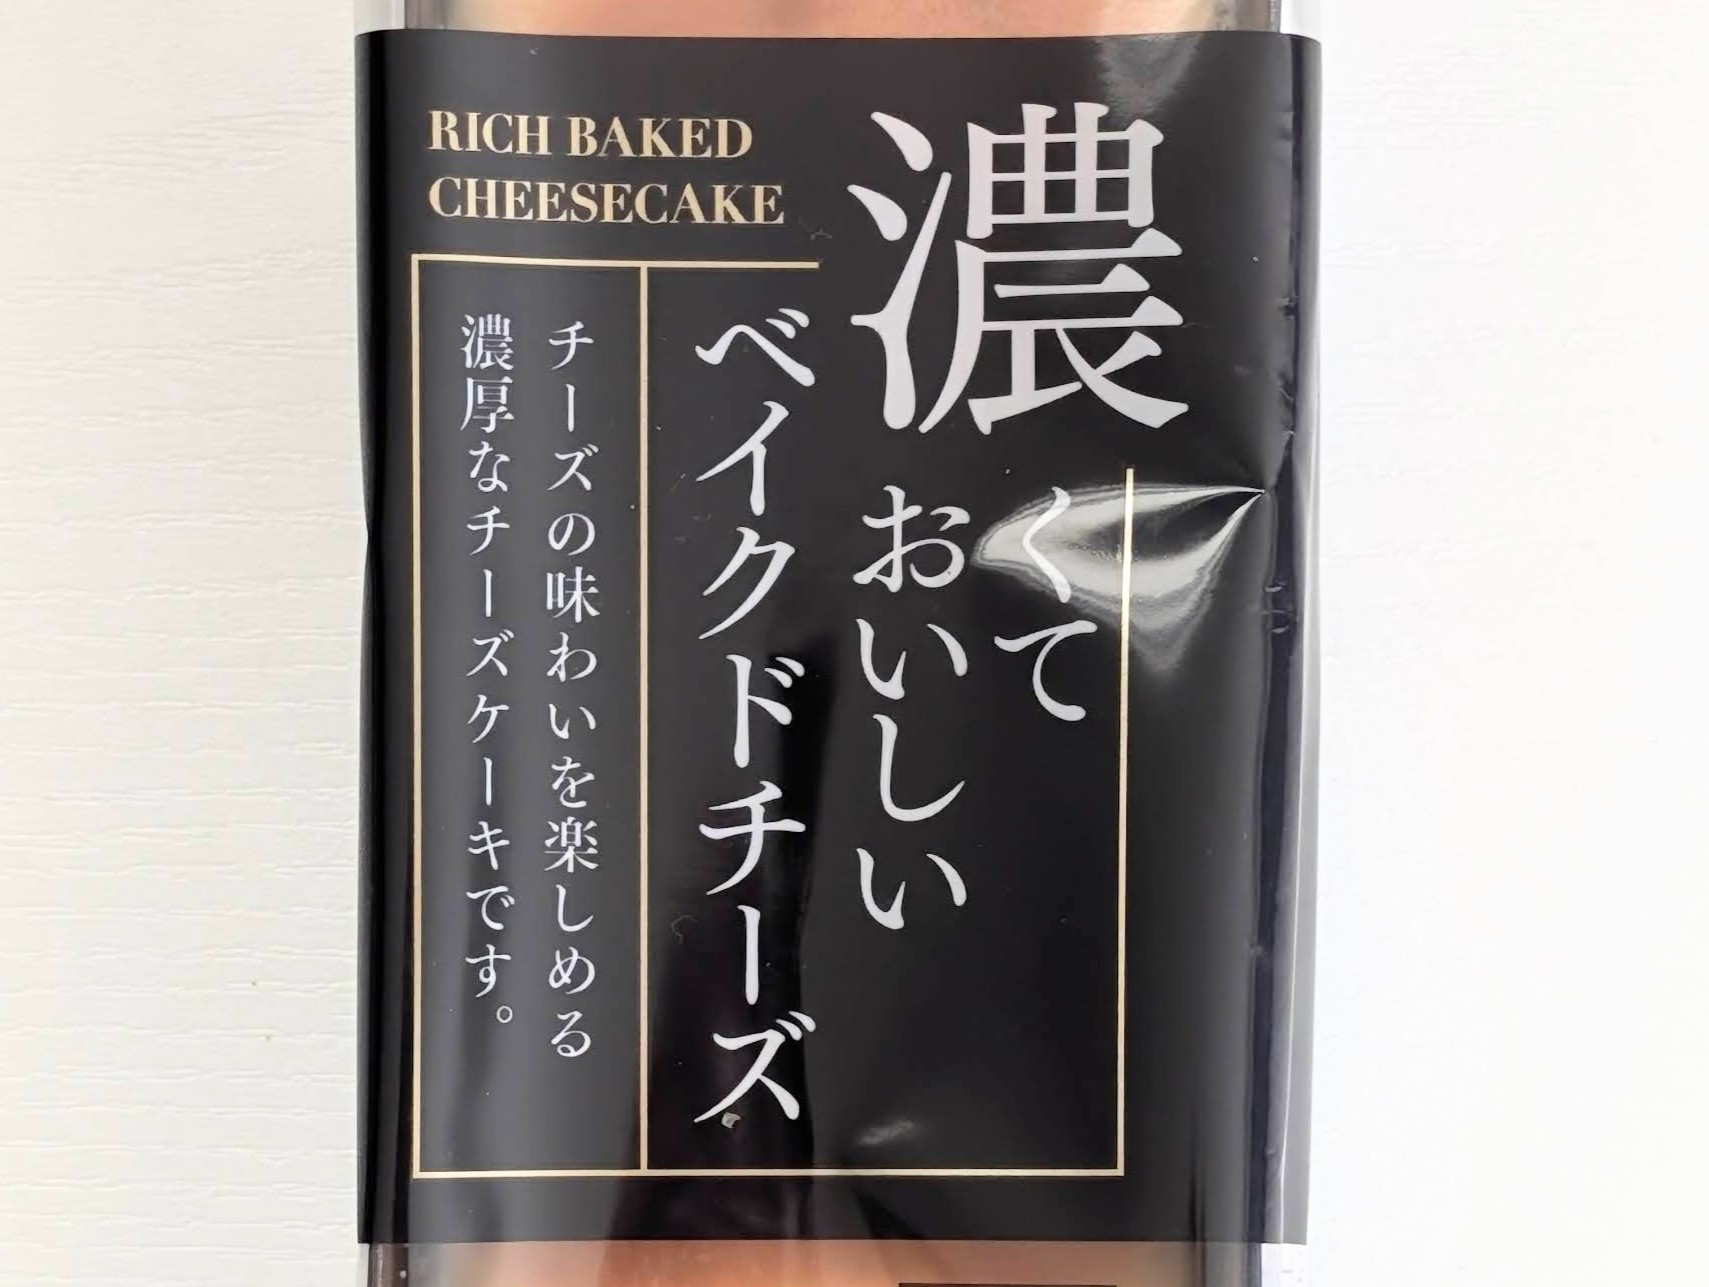 RICH BAKED
CHEESECAKE
濃くて
おいしい
ベイクドチーズ
チーズの味わいを楽しめる
濃厚なチーズケーキです。